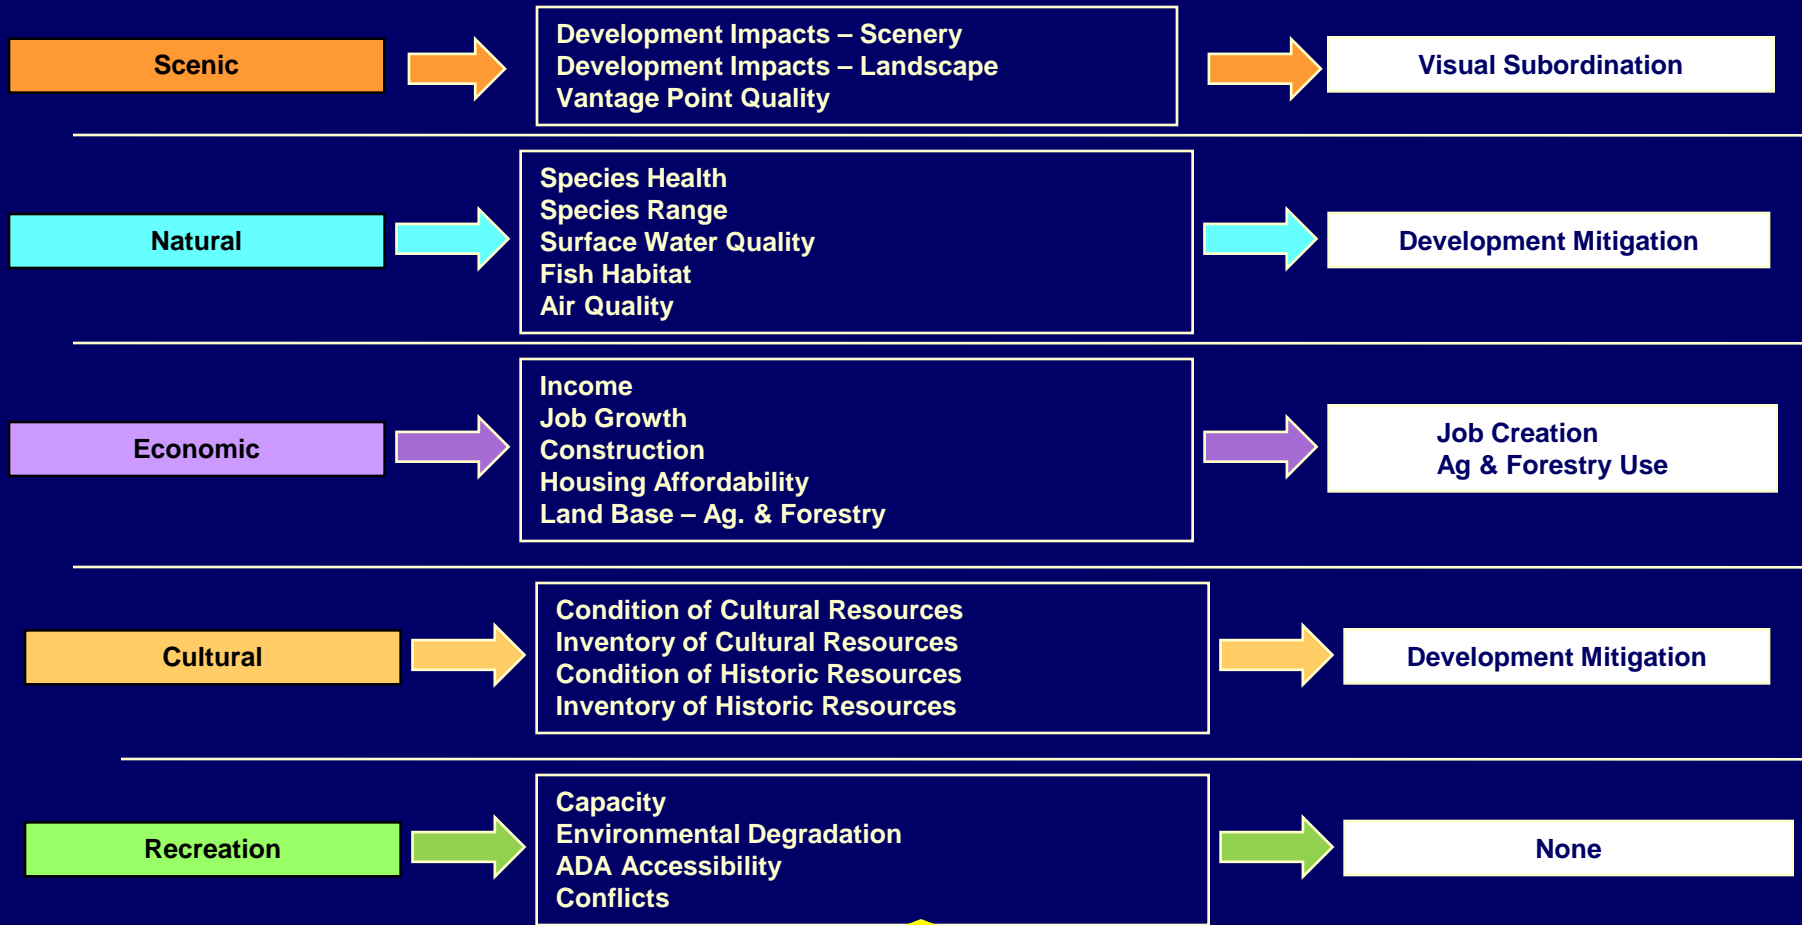 Scenic
Development Impacts – Scenery
Development Impacts – Landscape
Vantage Point Quality
Visual Subordination
Natural
Species Health
Species Range
Surface Water Quality
Fish Habitat
Air Quality
Development Mitigation
Economic
Income
Job Growth
Construction
Housing Affordability
Land Base – Ag. & Forestry
Job Creation
Ag & Forestry Use
Cultural
Condition of Cultural Resources
Inventory of Cultural Resources
Condition of Historic Resources
Inventory of Historic Resources
Development Mitigation
Recreation
Capacity
Environmental Degradation
ADA Accessibility
Conflicts
None